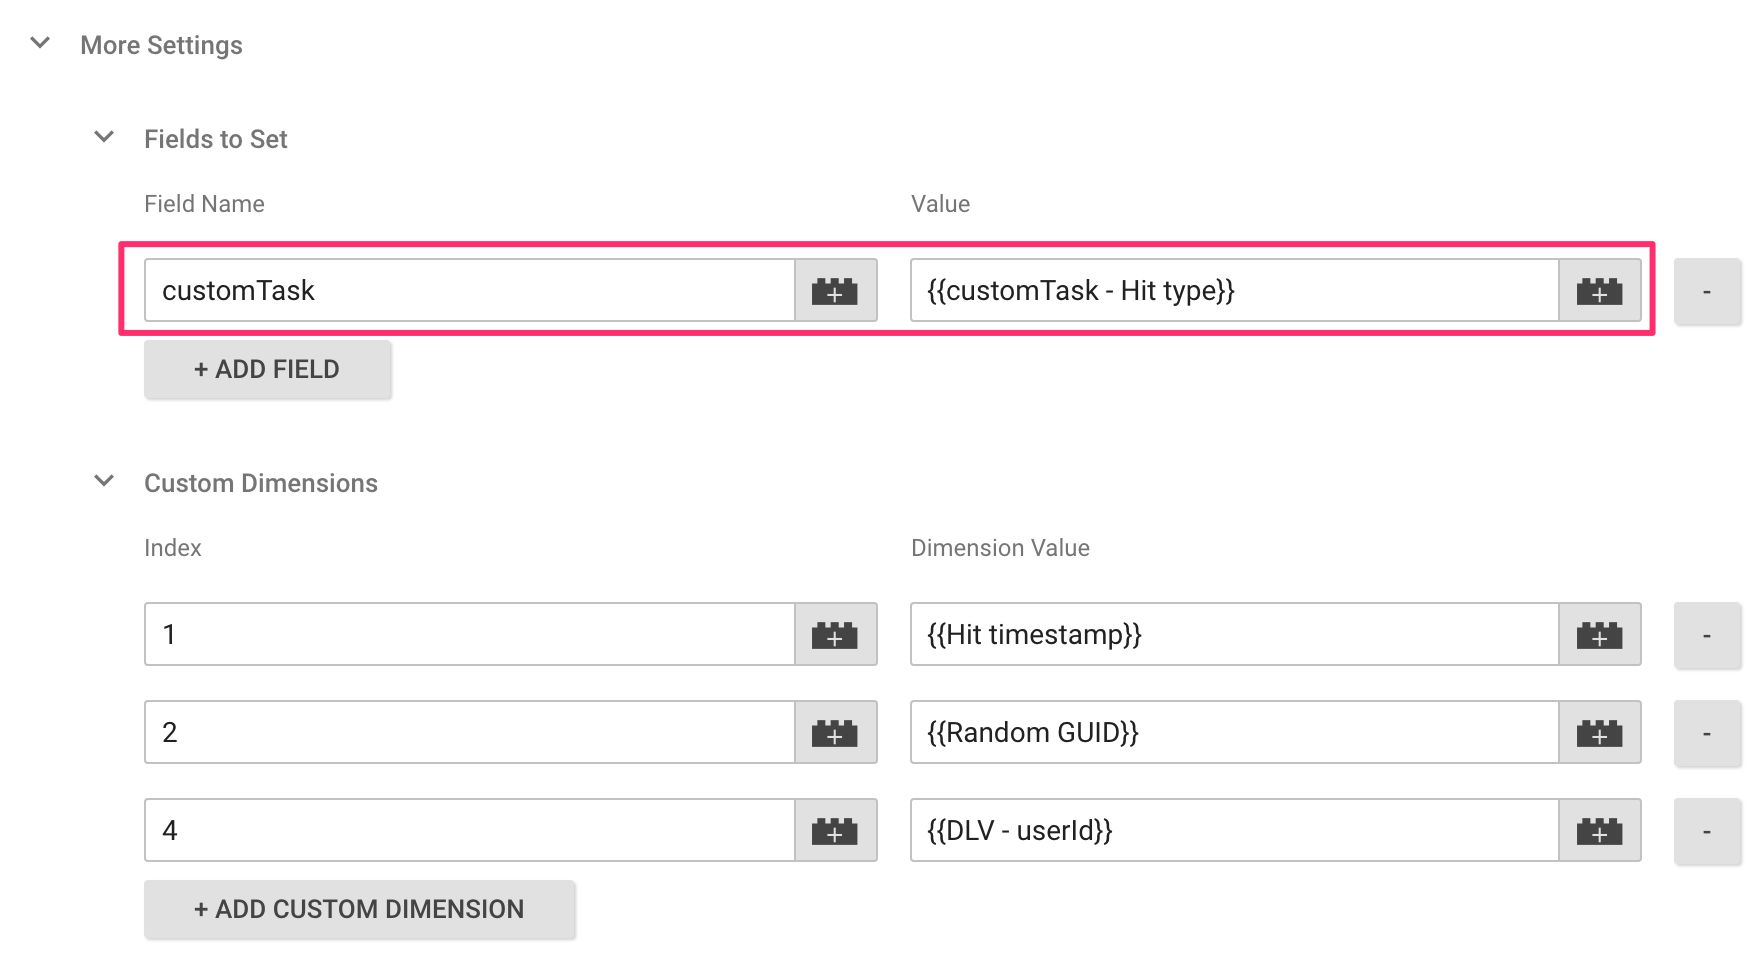 More Settings
Fields to Set
Field Name Value
customTask {{customTask - Hit type}} -
+ ADD FIELD
Custom Dimensions
Index Dimension Value
1 {{Hit timestamp}} -
2 {{Random GUID}} -
4 {{DLV - userId}} -
+ ADD CUSTOM DIMENSION